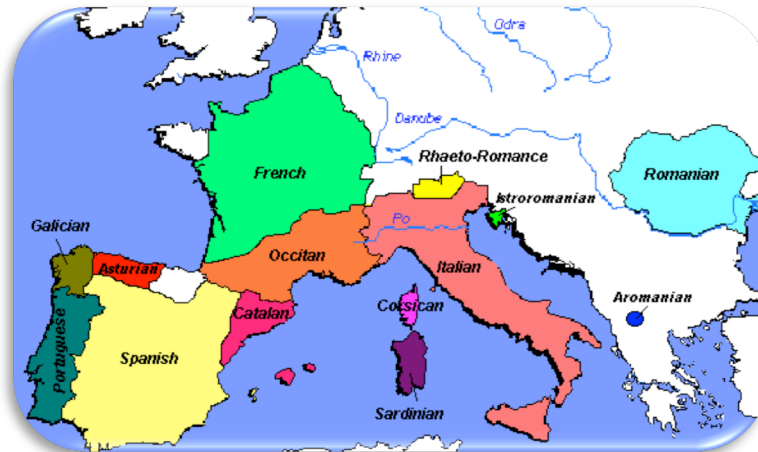 Odra
Rhine
Danube
Rhaeto-Romance
French
Romanian
Istroromanian
Po
Galician
Occitan
Asturian
Italian
Aromanian
Catalan
Corsican
Portuguese
Spanish
Sardinian